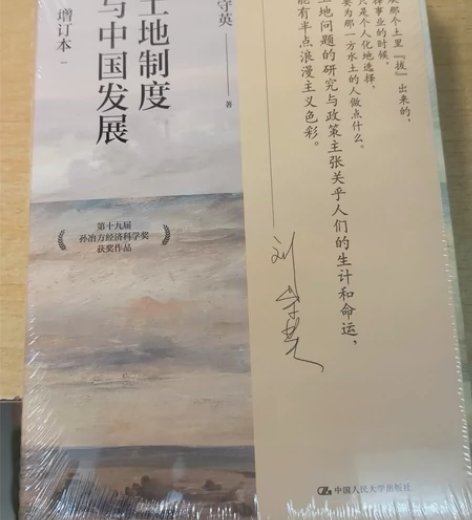 从那个土里『拔』出来的。
择事业的时候，
只是个人化地选择，
要为那一方水土的人做点什么。
土地问题的研究与政策主张关乎人们的生计和命运，
能有半点浪漫主义色彩。
刘守英
守英 著
土地制度
与中国发展
增订本
第十九届
孙冶方经济科学奖
获奖作品
中国人民大学出版社